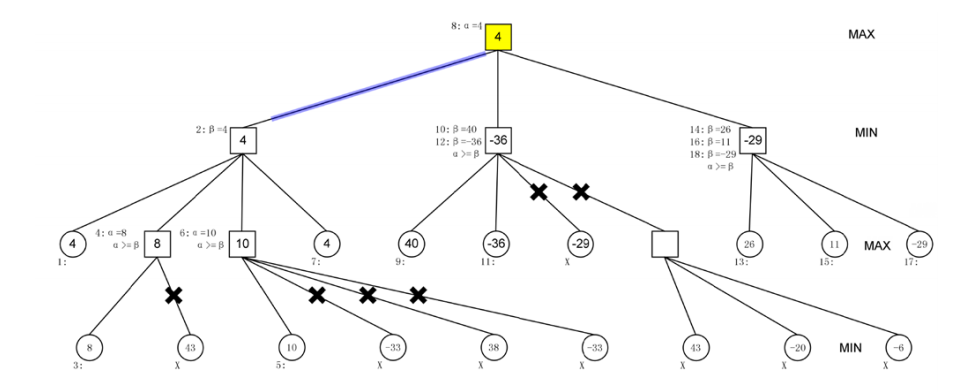 8: α=4
4
MAX
2: β=4
4
10: β=40
12: β=-36
α >= β
-36
14: β=26
16: β=11
18: β=-29
α >= β
-29
MIN
4
1:
4: α=8
α >= β
8
6: α=10
α >= β
10
4
7:
40
9:
-36
11:
-29
X
26
13:
11
15:
MAX
-29
17:
8
3:
43
X
10
5:
-33
X
38
X
-33
X
43
X
-20
X
MIN
-6
X